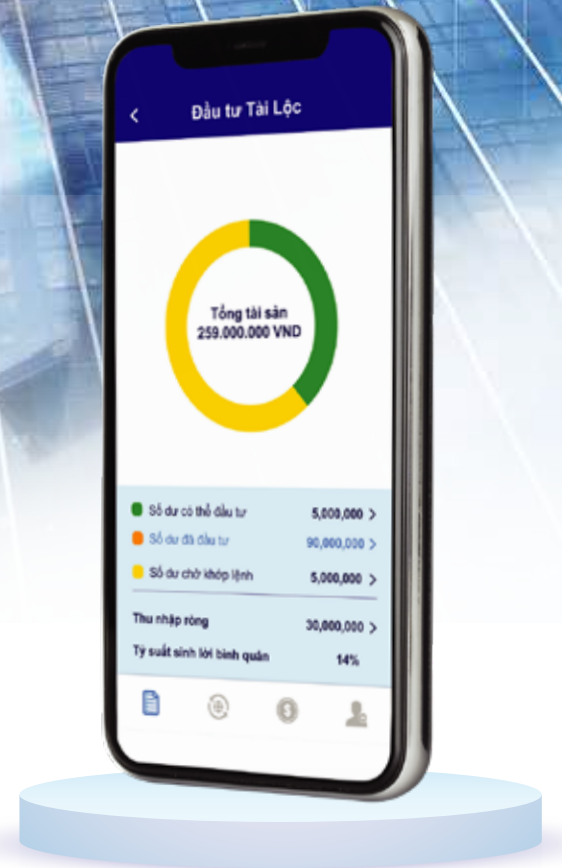 Đầu tư Tài Lộc
Tổng tài sản
259.000.000 VND
Số dư có thể đầu tư 5,000,000 >
Số dư đã đầu tư 90,000,000 >
Số dư chờ khớp lệnh 5,000,000 >
Thu nhập ròng 30,000,000 >
Tỷ suất sinh lời bình quân 14%